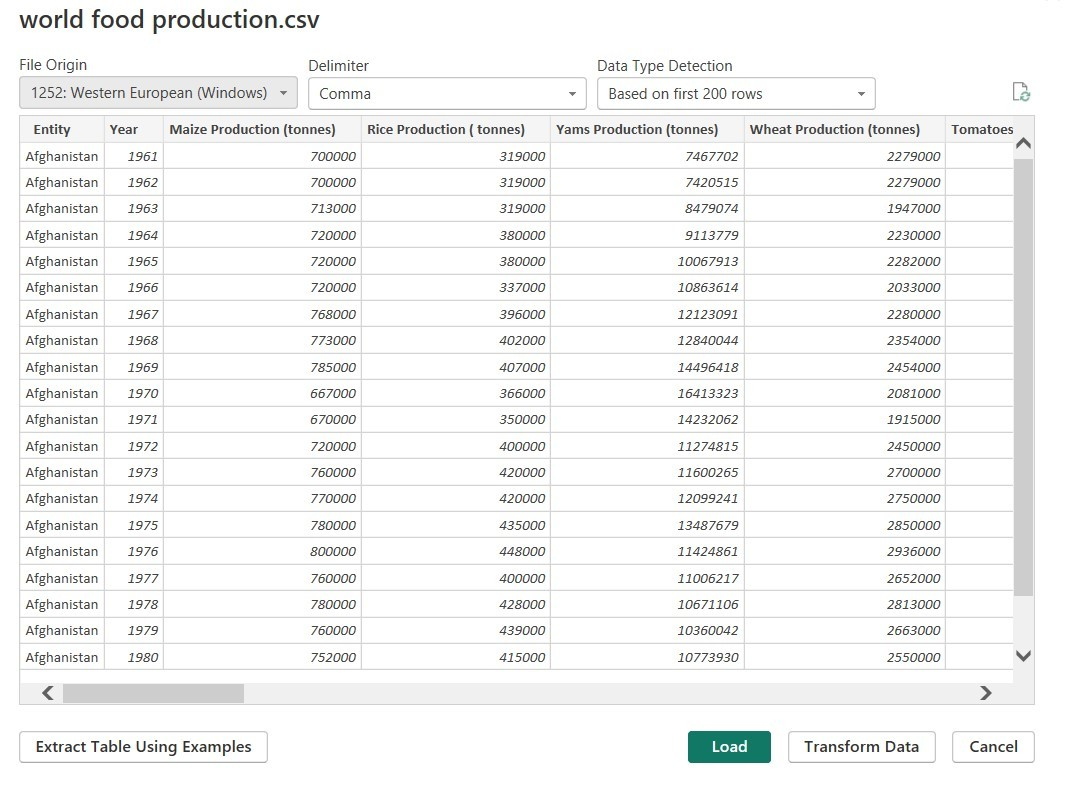 world food production.csv
File Origin Delimiter Data Type Detection
1252: Western European (Windows) Comma Based on first 200 rows
Entity Year Maize Production (tonnes) Rice Production ( tonnes) Yams Production (tonnes) Wheat Production (tonnes) Tomatoes
Afghanistan 1961 700000 319000 7467702 2279000
Afghanistan 1962 700000 319000 7420515 2279000
Afghanistan 1963 713000 319000 8479074 1947000
Afghanistan 1964 720000 380000 9113779 2230000
Afghanistan 1965 720000 380000 10067913 2282000
Afghanistan 1966 720000 337000 10863614 2033000
Afghanistan 1967 768000 396000 12123091 2280000
Afghanistan 1968 773000 402000 12840044 2354000
Afghanistan 1969 785000 407000 14496418 2454000
Afghanistan 1970 667000 366000 16413323 2081000
Afghanistan 1971 670000 350000 14232062 1915000
Afghanistan 1972 720000 400000 11274815 2450000
Afghanistan 1973 760000 420000 11600265 2700000
Afghanistan 1974 770000 420000 12099241 2750000
Afghanistan 1975 780000 435000 13487679 2850000
Afghanistan 1976 800000 448000 11424861 2936000
Afghanistan 1977 760000 400000 11006217 2652000
Afghanistan 1978 780000 428000 10671106 2813000
Afghanistan 1979 760000 439000 10360042 2663000
Afghanistan 1980 752000 415000 10773930 2550000
Extract Table Using Examples Load Transform Data Cancel